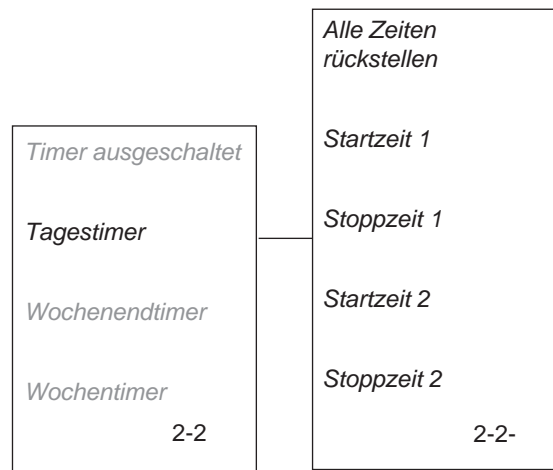 Timer ausgeschaltet
Tagestimer
Wochenendtimer
Wochentimer
2-2
Alle Zeiten
rückstellen
Startzeit 1
Stoppzeit 1
Startzeit 2
Stoppzeit 2
2-2-